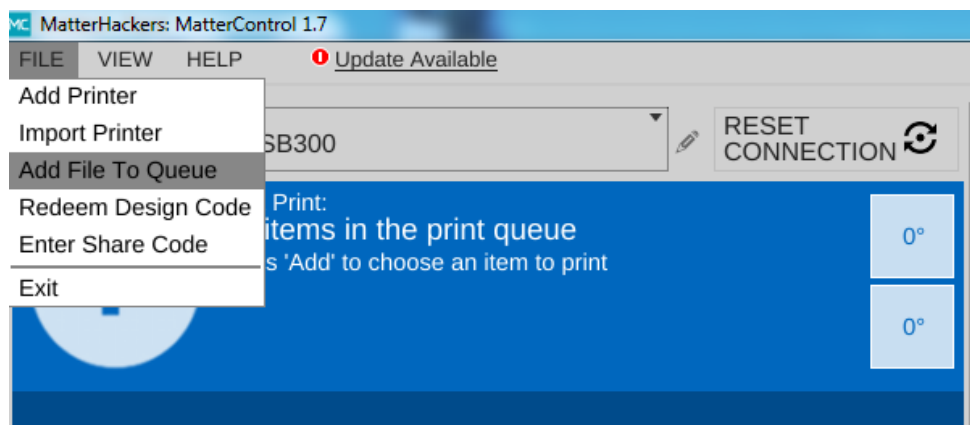 MC MatterHackers: MatterControl 1.7
FILE VIEW HELP ! Update Available
Add Printer
Import Printer
Add File To Queue
Redeem Design Code
Enter Share Code
Exit
SB300
RESET
CONNECTION
Print:
items in the print queue
s 'Add' to choose an item to print
0°
0°